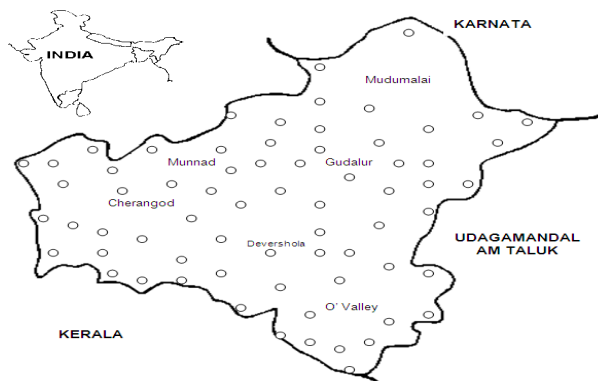 KARNATA
INDIA
Mudumalai
Munnad
Gudalur
Cherangod
Devershola
UDAGAMANDAL
AM TALUK
O' Valley
KERALA